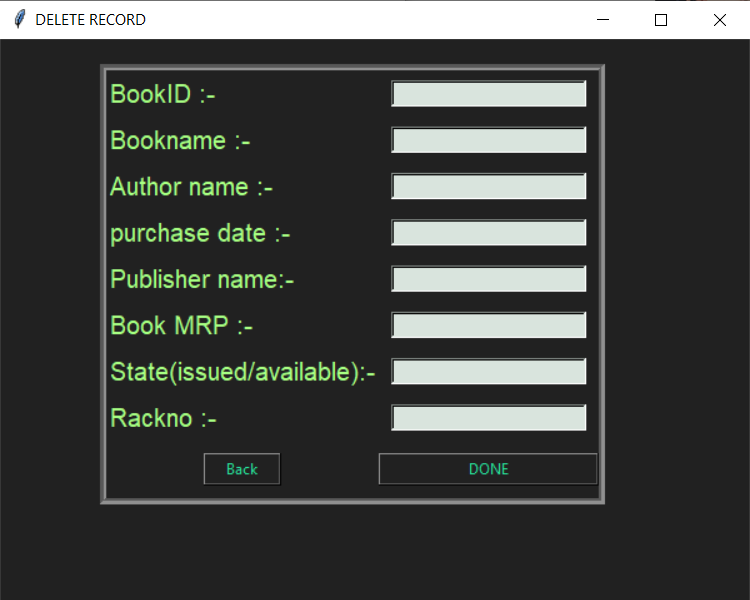 DELETE RECORD
BookID :-
Bookname :-
Author name :-
purchase date :-
Publisher name:-
Book MRP :-
State(issued/available):-
Rackno :-
Back DONE